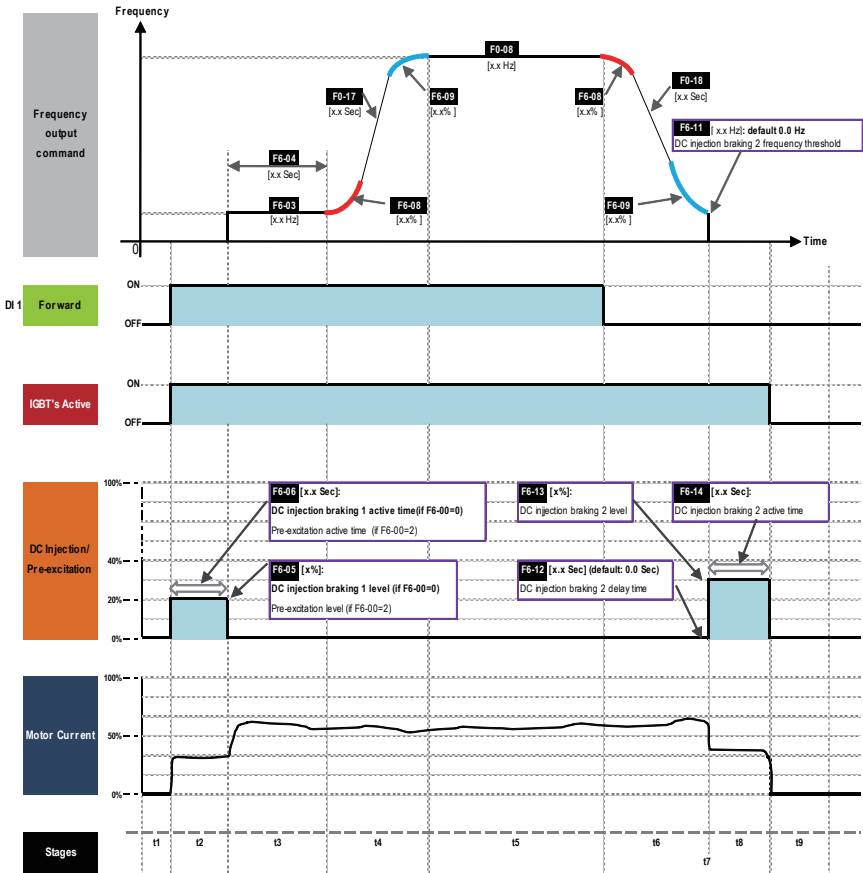 Frequency
Frequency
output
command
F0-08
[x.x Hz]
F0-17
[x.x Sec]
F6-09
[x.x% ]
F6-08
[x.x% ]
F0-18
[x.x Sec]
F6-11 [ x.x Hz]: default 0.0 Hz
DC injection braking 2 frequency threshold
F6-04
[x.x Sec]
F6-03
[x.x Hz]
F6-08
[x.x% ]
F6-09
[x.x% ]
0
Time
DI 1
Forward
ON
OFF
IGBT's Active
ON
OFF
DC Injection/
Pre-excitation
100%
40%
20%
0%
F6-06 [x.x Sec]:
DC injection braking 1 active time(if F6-00=0)
Pre-excitation active time (if F6-00=2)
F6-05 [x%]:
DC injection braking 1 level (if F6-00=0)
Pre-excitation level (if F6-00=2)
F6-13 [x%]:
DC injjection braking 2 level
F6-12 [x.x Sec] (default: 0.0 Sec)
DC injection braking 2 delay time
F6-14 [x.x Sec]:
DC injection braking 2 active time
Motor Current
100%
50%
0%
Stages
t1
t2
t3
t4
t5
t6
t7
t8
t9